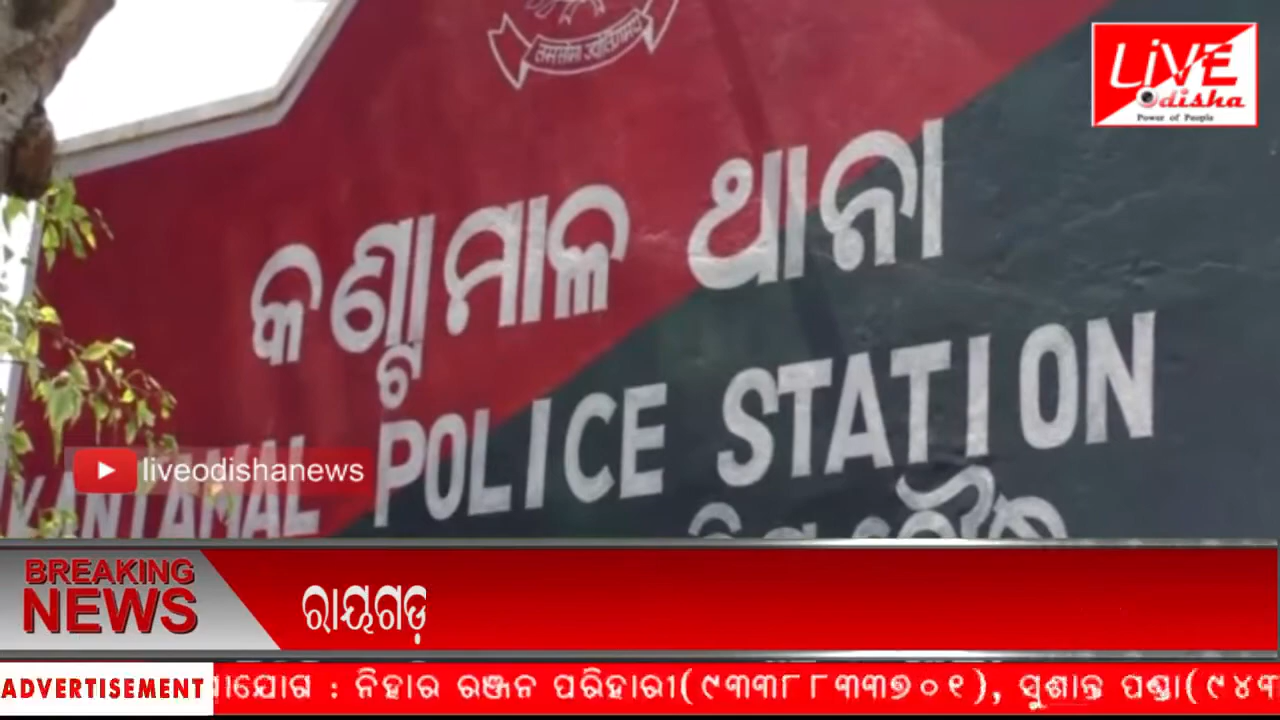 LiVE
Odisha
Power of People
କଣ୍ଟାମାଳ ଥାନା
KANTAMAL POLICE STATION
liveodishanews
BREAKING
NEWS
ରାୟଗଡ଼
ADVERTISEMENT
ଯୋଗ : ନିହାର ରଞ୍ଜନ ପରିହାରୀ(୯୩୩୮୮୩୩୭୦୧), ସୁଶାନ୍ତ ପଣ୍ଡା(୯୪୩